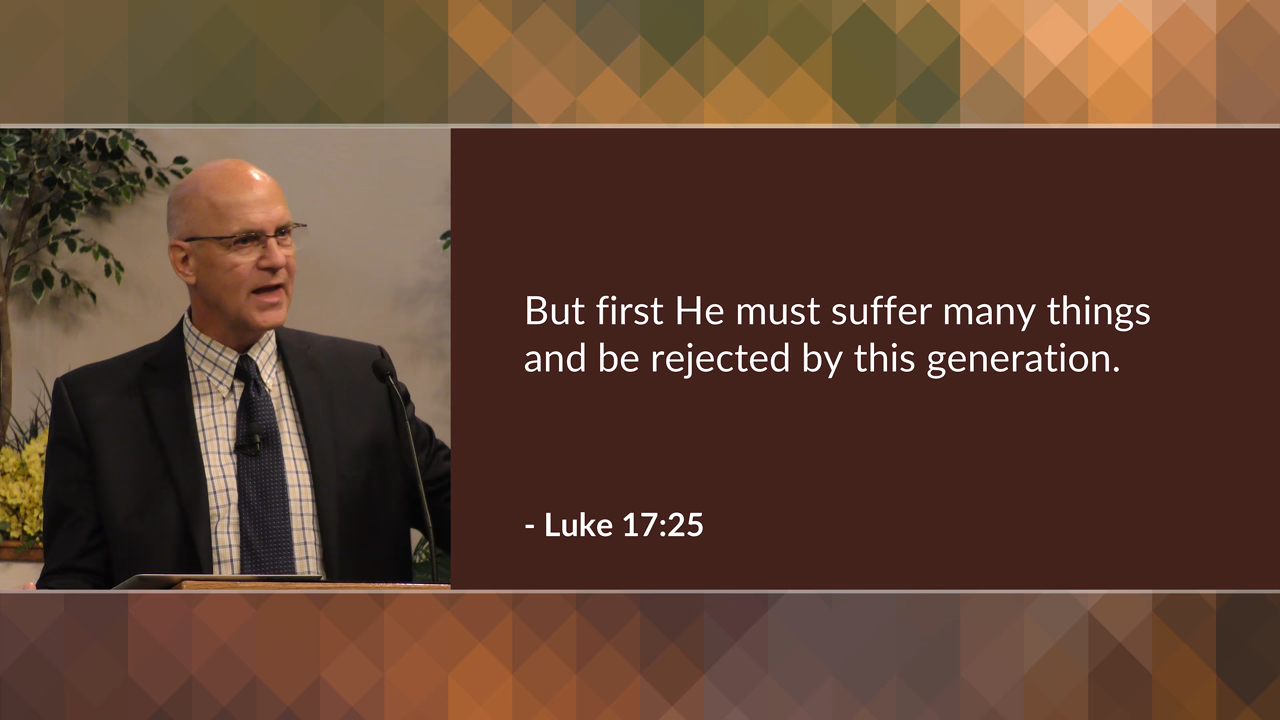 But first He must suffer many things
and be rejected by this generation.
- Luke 17:25